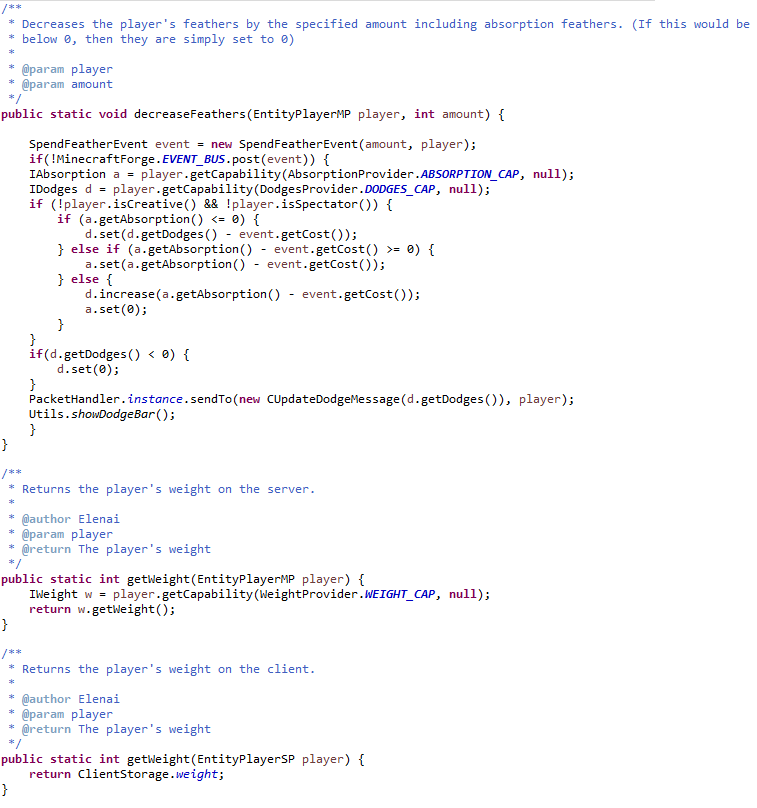 /**
 * Decreases the player's feathers by the specified amount including absorption feathers. (If this would be
 * below 0, then they are simply set to 0)
 *
 * @param player
 * @param amount
 */
public static void decreaseFeathers(EntityPlayerMP player, int amount) {

    SpendFeatherEvent event = new SpendFeatherEvent(amount, player);
    if(!MinecraftForge.EVENT_BUS.post(event)) {
    IAbsorption a = player.getCapability(AbsorptionProvider.ABSORPTION_CAP, null);
    IDodges d = player.getCapability(DodgesProvider.DODGES_CAP, null);
    if (!player.isCreative() && !player.isSpectator()) {
        if (a.getAbsorption() <= 0) {
            d.set(d.getDodges() - event.getCost());
        } else if (a.getAbsorption() - event.getCost() >= 0) {
            a.set(a.getAbsorption() - event.getCost());
        } else {
            d.increase(a.getAbsorption() - event.getCost());
            a.set(0);
        }
    }
    if(d.getDodges() < 0) {
        d.set(0);
    }
    PacketHandler.instance.sendTo(new CUpdateDodgeMessage(d.getDodges()), player);
    Utils.showDodgeBar();
    }
}

/**
 * Returns the player's weight on the server.
 *
 * @author Elenai
 * @param player
 * @return The player's weight
 */
public static int getWeight(EntityPlayerMP player) {
    IWeight w = player.getCapability(WeightProvider.WEIGHT_CAP, null);
    return w.getWeight();
}

/**
 * Returns the player's weight on the client.
 *
 * @author Elenai
 * @param player
 * @return The player's weight
 */
public static int getWeight(EntityPlayerSP player) {
    return ClientStorage.weight;
}